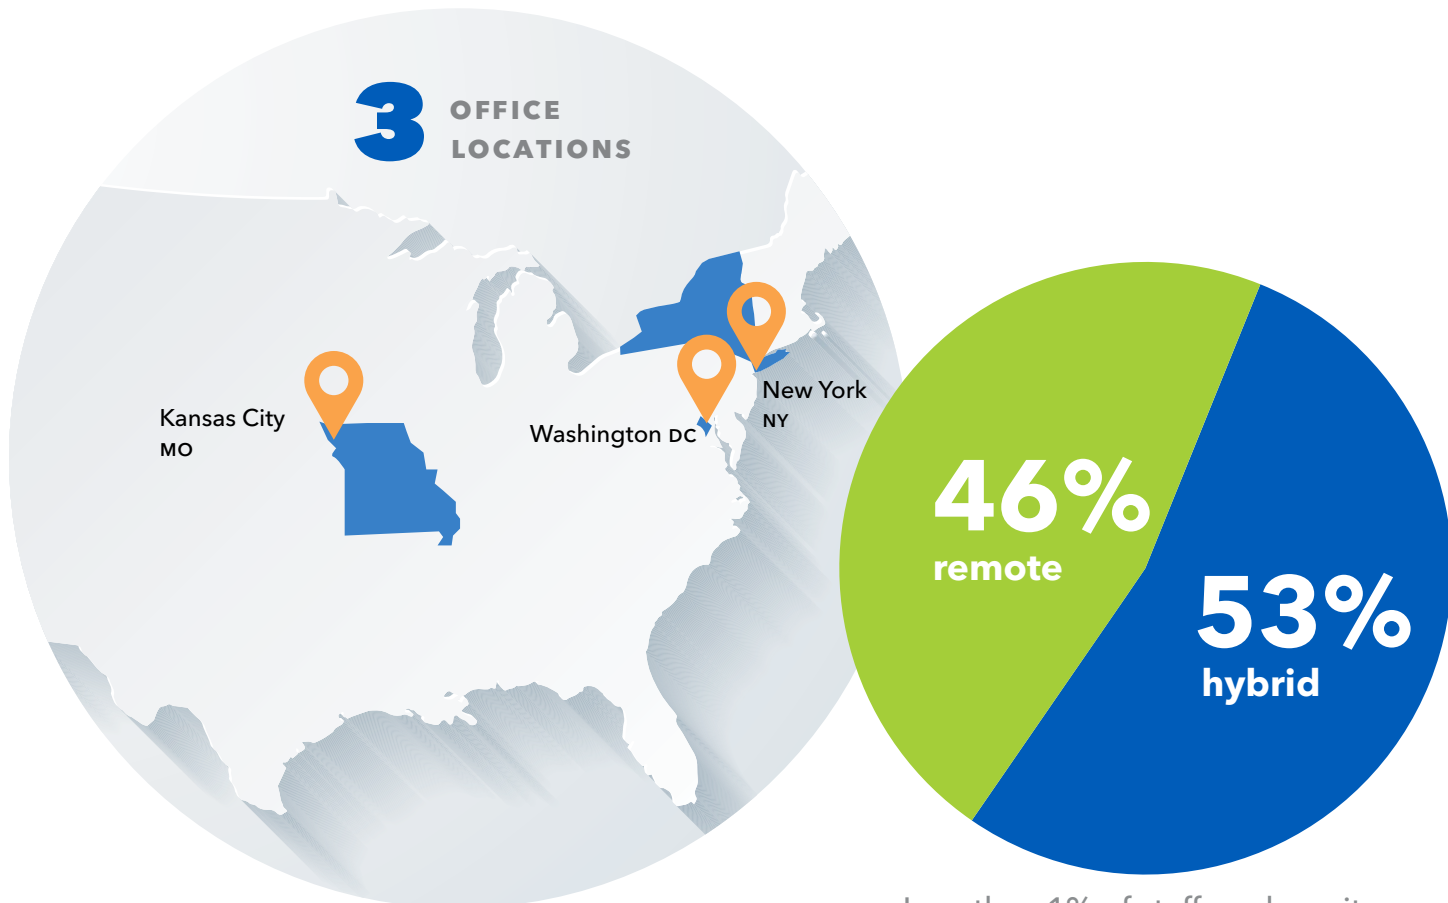 3 OFFICE
LOCATIONS
Kansas City
MO
Washington DC
New York
NY
46%
remote
53%
hybrid